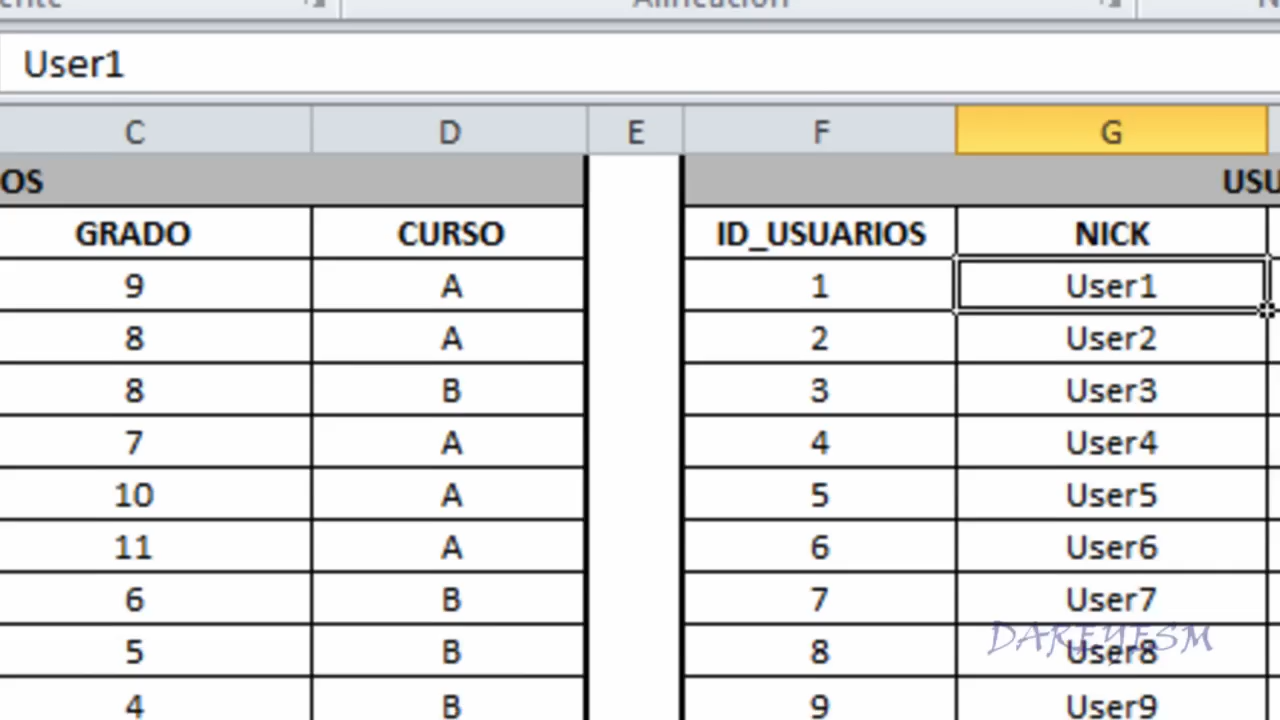 User1
C D E F G
OS USU
GRADO CURSO ID_USUARIOS NICK
9 A 1 User1
8 A 2 User2
8 B 3 User3
7 A 4 User4
10 A 5 User5
11 A 6 User6
6 B 7 User7
5 B 8 User8
4 B 9 User9
DAREYESM